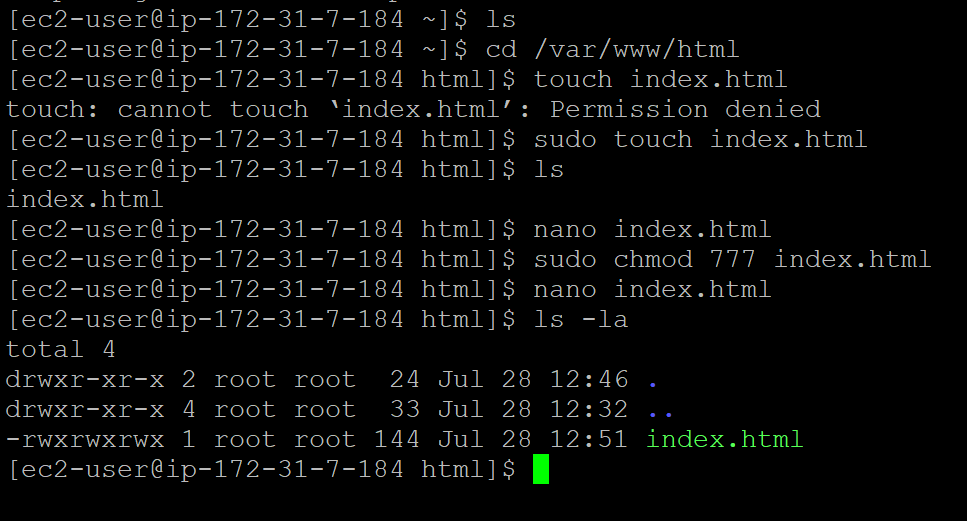 [ec2-user@ip-172-31-7-184 ~]$ ls
[ec2-user@ip-172-31-7-184 ~]$ cd /var/www/html
[ec2-user@ip-172-31-7-184 html]$ touch index.html
touch: cannot touch ‘index.html’: Permission denied
[ec2-user@ip-172-31-7-184 html]$ sudo touch index.html
[ec2-user@ip-172-31-7-184 html]$ ls
index.html
[ec2-user@ip-172-31-7-184 html]$ nano index.html
[ec2-user@ip-172-31-7-184 html]$ sudo chmod 777 index.html
[ec2-user@ip-172-31-7-184 html]$ nano index.html
[ec2-user@ip-172-31-7-184 html]$ ls -la
total 4
drwxr-xr-x 2 root root  24 Jul 28 12:46 .
drwxr-xr-x 4 root root  33 Jul 28 12:32 ..
-rwxrwxrwx 1 root root 144 Jul 28 12:51 index.html
[ec2-user@ip-172-31-7-184 html]$